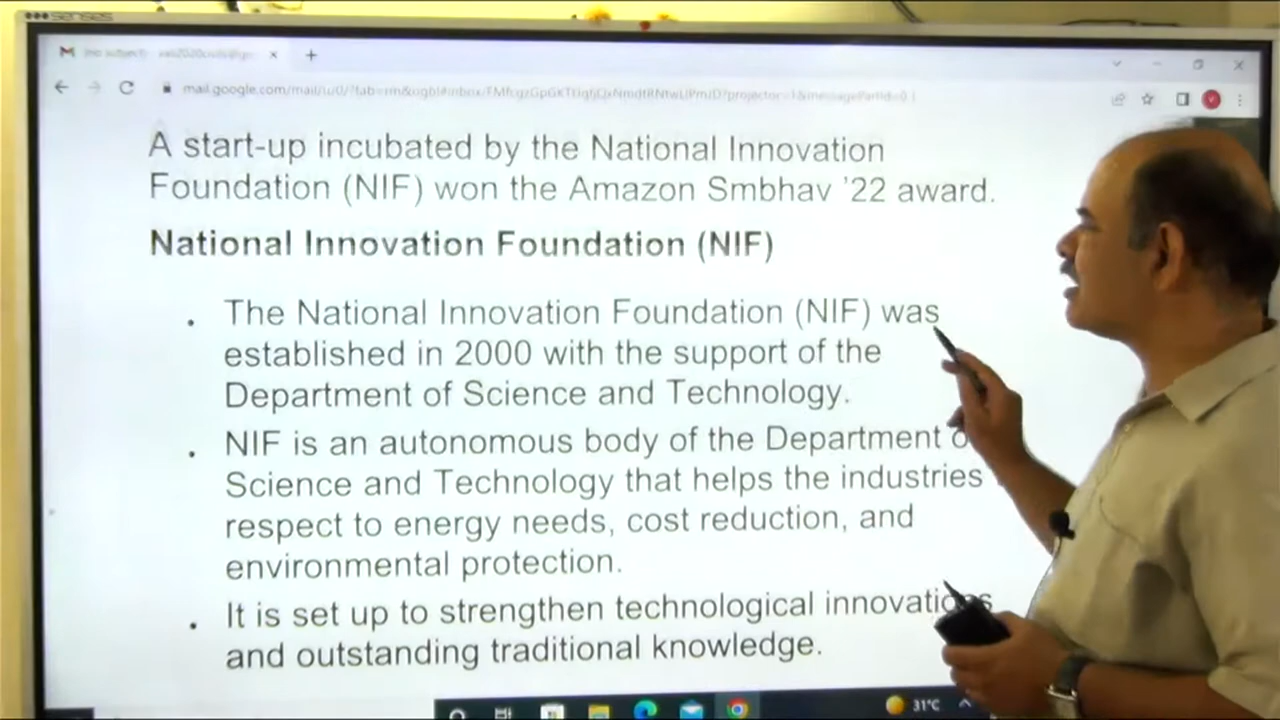 senses
A start-up incubated by the National Innovation
Foundation (NIF) won the Amazon Smbhav ’22 award.
National Innovation Foundation (NIF)
. The National Innovation Foundation (NIF) was
established in 2000 with the support of the
Department of Science and Technology.
. NIF is an autonomous body of the Department o
Science and Technology that helps the industries
respect to energy needs, cost reduction, and
environmental protection.
. It is set up to strengthen technological innovations
and outstanding traditional knowledge.
31°C